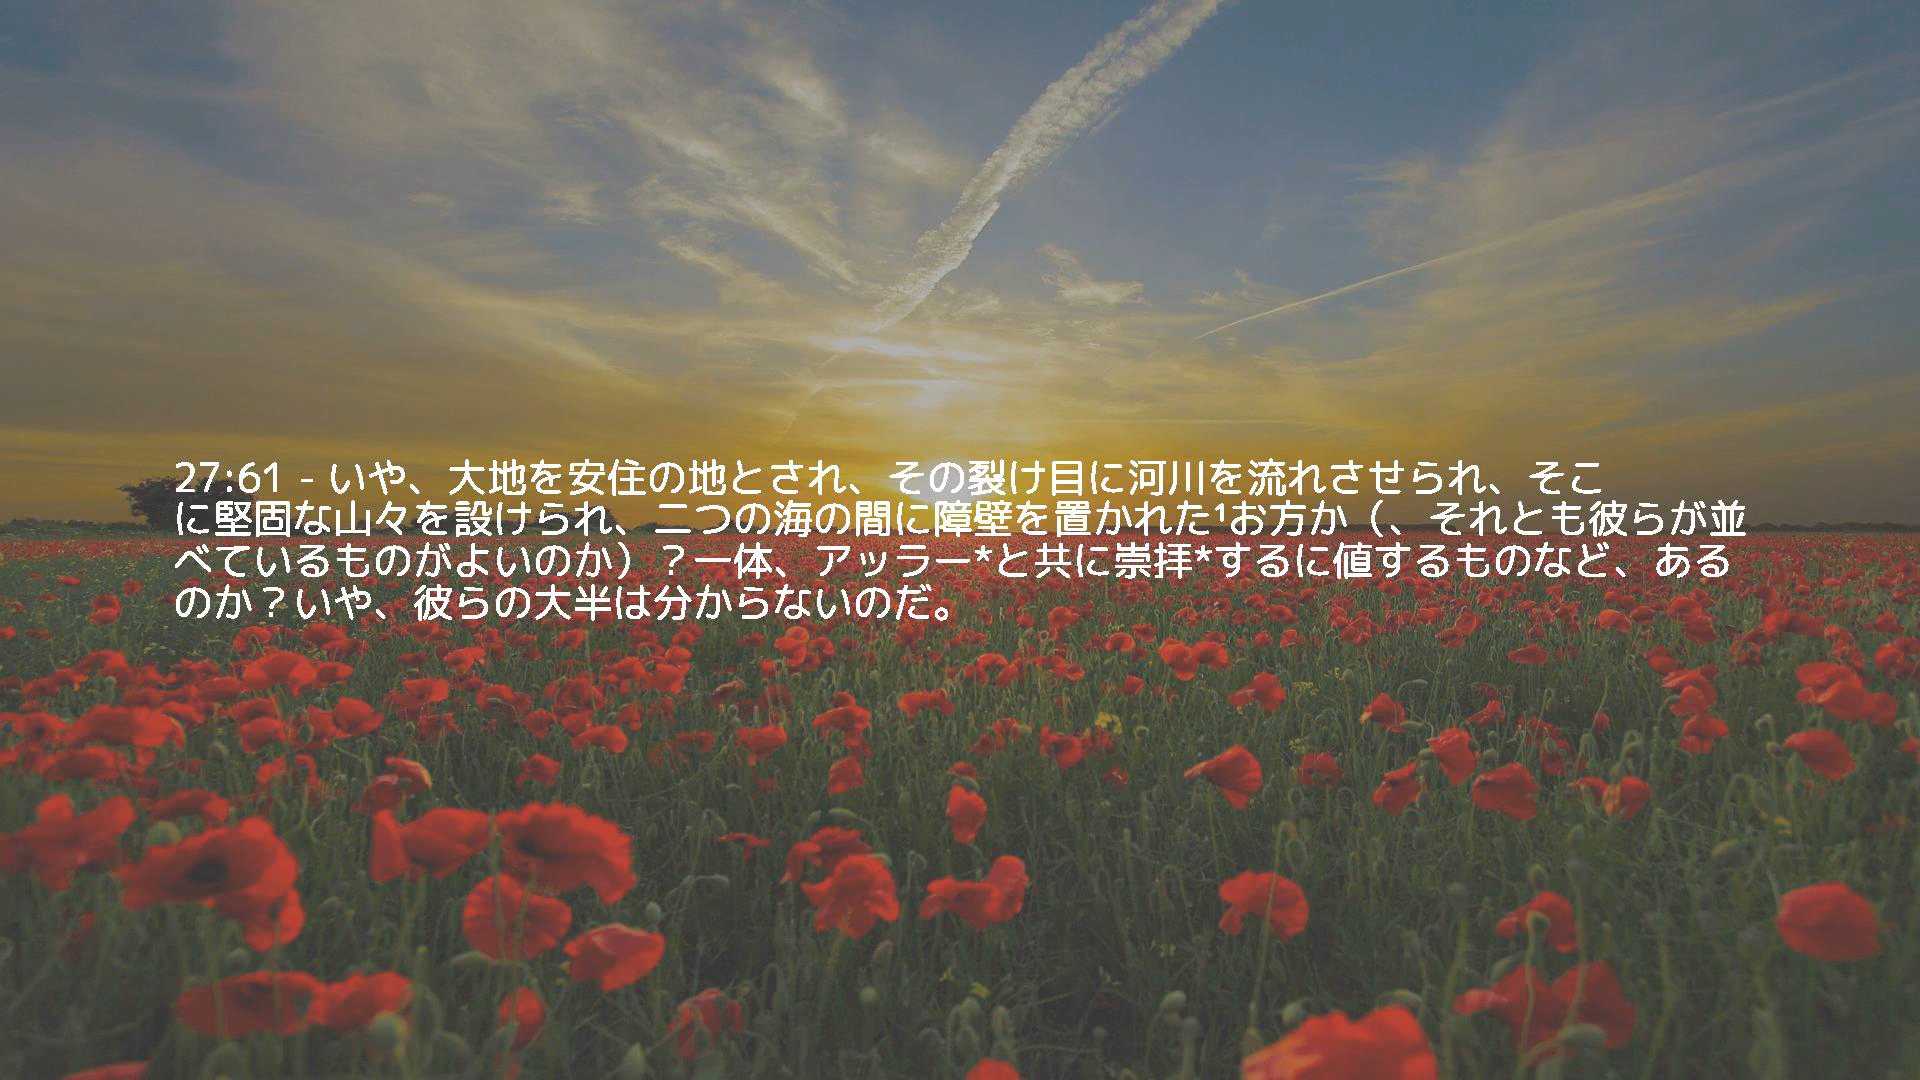 27:61 - いや、大地を安住の地とされ、その裂け目に河川を流れさせられ、そこ
に堅固な山々を設けられ、二つの海の間に障壁を置かれた¹お方か（、それとも彼らが並
べているものがよいのか）？一体、アッラー*と共に崇拝*するに値するものなど、ある
のか？いや、彼らの大半は分からないのだ。